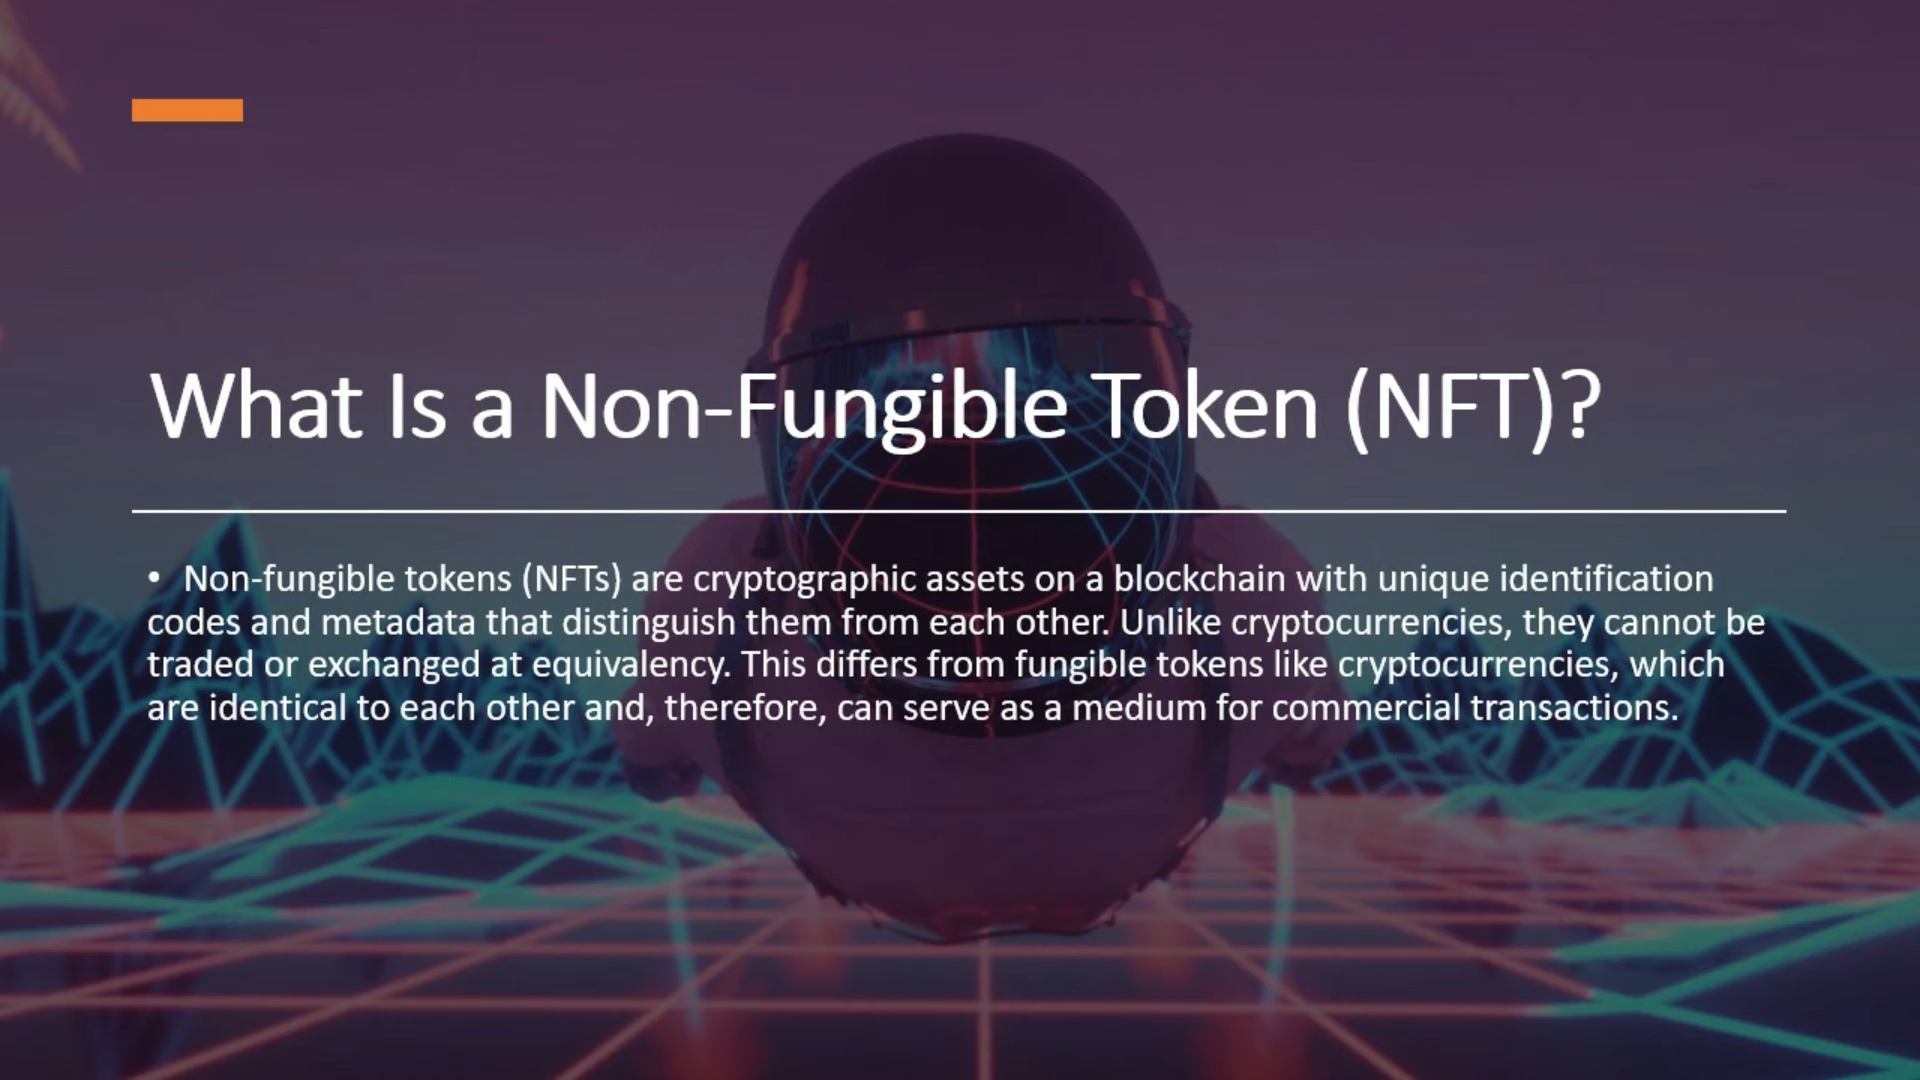 What Is a Non-Fungible Token (NFT)?
• Non-fungible tokens (NFTs) are cryptographic assets on a blockchain with unique identification
codes and metadata that distinguish them from each other. Unlike cryptocurrencies, they cannot be
traded or exchanged at equivalency. This differs from fungible tokens like cryptocurrencies, which
are identical to each other and, therefore, can serve as a medium for commercial transactions.